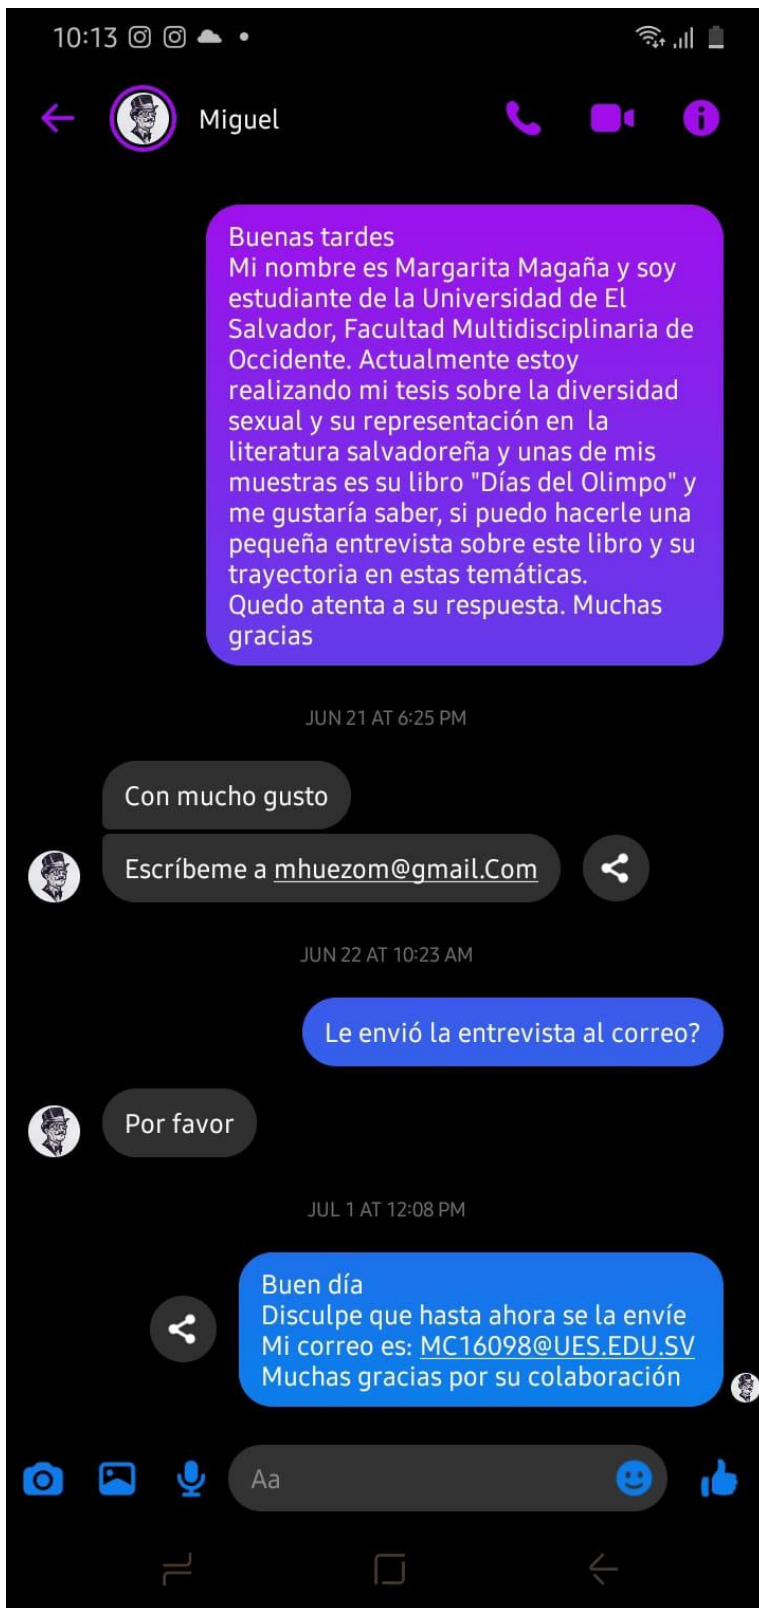 10:13
Miguel
Buenas tardes
Mi nombre es Margarita Magaña y soy
estudiante de la Universidad de El
Salvador, Facultad Multidisciplinaria de
Occidente. Actualmente estoy
realizando mi tesis sobre la diversidad
sexual y su representación en  la
literatura salvadoreña y unas de mis
muestras es su libro "Días del Olimpo" y
me gustaría saber, si puedo hacerle una
pequeña entrevista sobre este libro y su
trayectoria en estas temáticas.
Quedo atenta a su respuesta. Muchas
gracias
JUN 21 AT 6:25 PM
Con mucho gusto
Escríbeme a mhuezom@gmail.Com
JUN 22 AT 10:23 AM
Le envió la entrevista al correo?
Por favor
JUL 1 AT 12:08 PM
Buen día
Disculpe que hasta ahora se la envíe
Mi correo es: MC16098@UES.EDU.SV
Muchas gracias por su colaboración
Aa